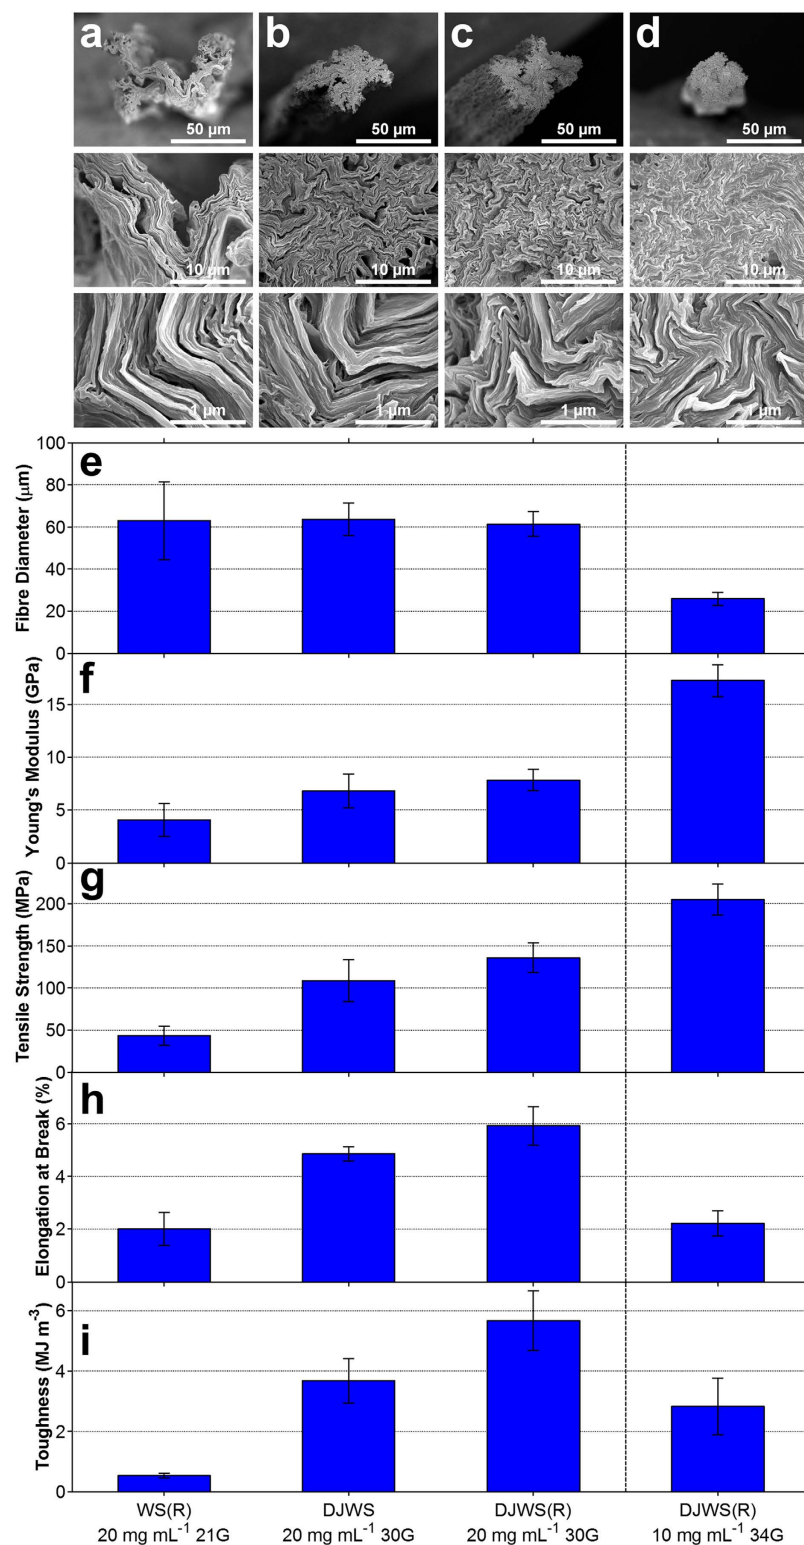 a
b
c
d
50 µm
50 µm
50 µm
50 µm
10 µm
10 µm
10 µm
10 µm
1 µm
1 µm
1 µm
1 µm
e
Fibre Diameter (µm)
100
80
60
40
20
0
f
Young's Modulus (GPa)
15
10
5
0
g
Tensile Strength (MPa)
200
150
100
50
0
h
Elongation at Break (%)
6
4
2
0
i
Toughness (MJ m⁻³)
6
4
2
0
WS(R)
20 mg mL⁻¹ 21G
DJWS
20 mg mL⁻¹ 30G
DJWS(R)
20 mg mL⁻¹ 30G
DJWS(R)
10 mg mL⁻¹ 34G